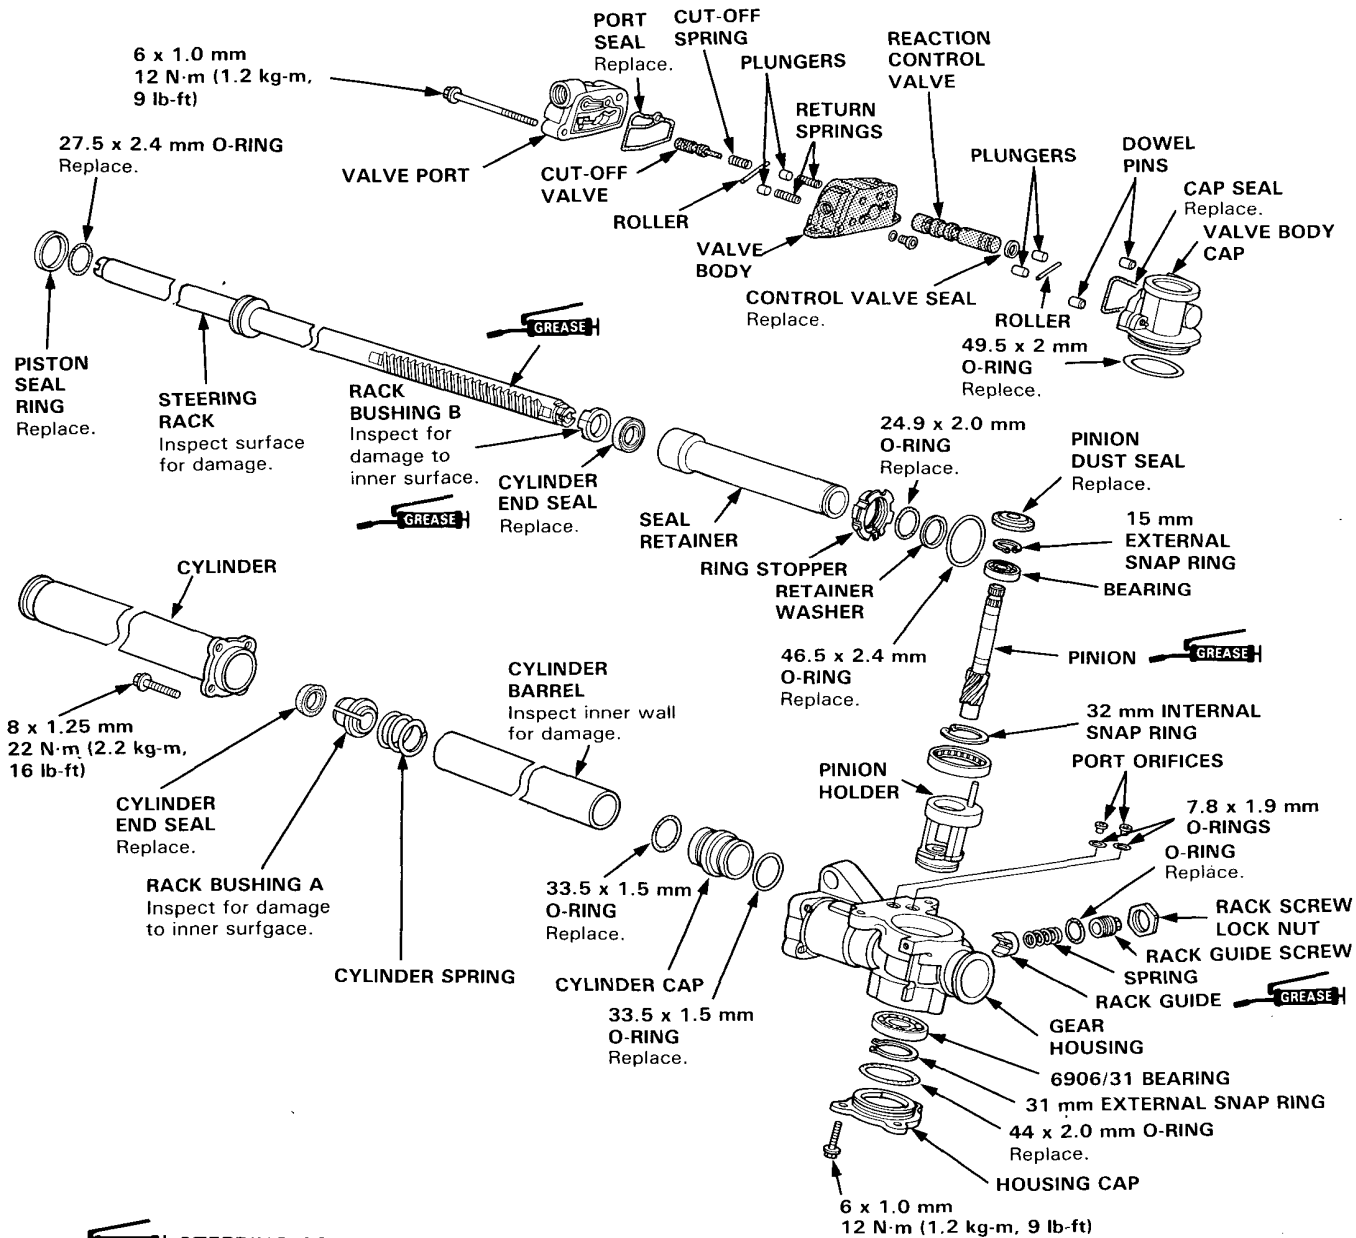 6 x 1.0 mm
12 N·m (1.2 kg-m,
9 lb-ft)
PORT
SEAL
Replace.
CUT-OFF
SPRING
PLUNGERS
REACTION
CONTROL
VALVE
RETURN
SPRINGS
27.5 x 2.4 mm O-RING
Replace.
VALVE PORT
CUT-OFF
VALVE
ROLLER
VALVE
BODY
PLUNGERS
DOWEL
PINS
CAP SEAL
Replace.
VALVE BODY
CAP
CONTROL VALVE SEAL
Replace.
ROLLER
49.5 x 2 mm
O-RING
Replece.
GREASE
PISTON
SEAL
RING
Replace.
STEERING
RACK
Inspect surface
for damage.
RACK
BUSHING B
Inspect for
damage to
inner surface.
GREASE
CYLINDER
END SEAL
Replace.
SEAL
RETAINER
24.9 x 2.0 mm
O-RING
Replace.
PINION
DUST SEAL
Replace.
15 mm
EXTERNAL
SNAP RING
BEARING
RING STOPPER
RETAINER
WASHER
46.5 x 2.4 mm
O-RING
Replace.
PINION
GREASE
CYLINDER
8 x 1.25 mm
22 N·m (2.2 kg-m,
16 lb-ft)
CYLINDER
BARREL
Inspect inner wall
for damage.
32 mm INTERNAL
SNAP RING
PORT ORIFICES
PINION
HOLDER
7.8 x 1.9 mm
O-RINGS
O-RING
Replace.
CYLINDER
END SEAL
Replace.
RACK BUSHING A
Inspect for damage
to inner surfgace.
CYLINDER SPRING
33.5 x 1.5 mm
O-RING
Replace.
CYLINDER CAP
33.5 x 1.5 mm
O-RING
Replace.
RACK SCREW
LOCK NUT
RACK GUIDE SCREW
SPRING
RACK GUIDE
GREASE
GEAR
HOUSING
6906/31 BEARING
31 mm EXTERNAL SNAP RING
44 x 2.0 mm O-RING
Replace.
HOUSING CAP
6 x 1.0 mm
12 N·m (1.2 kg-m, 9 lb-ft)